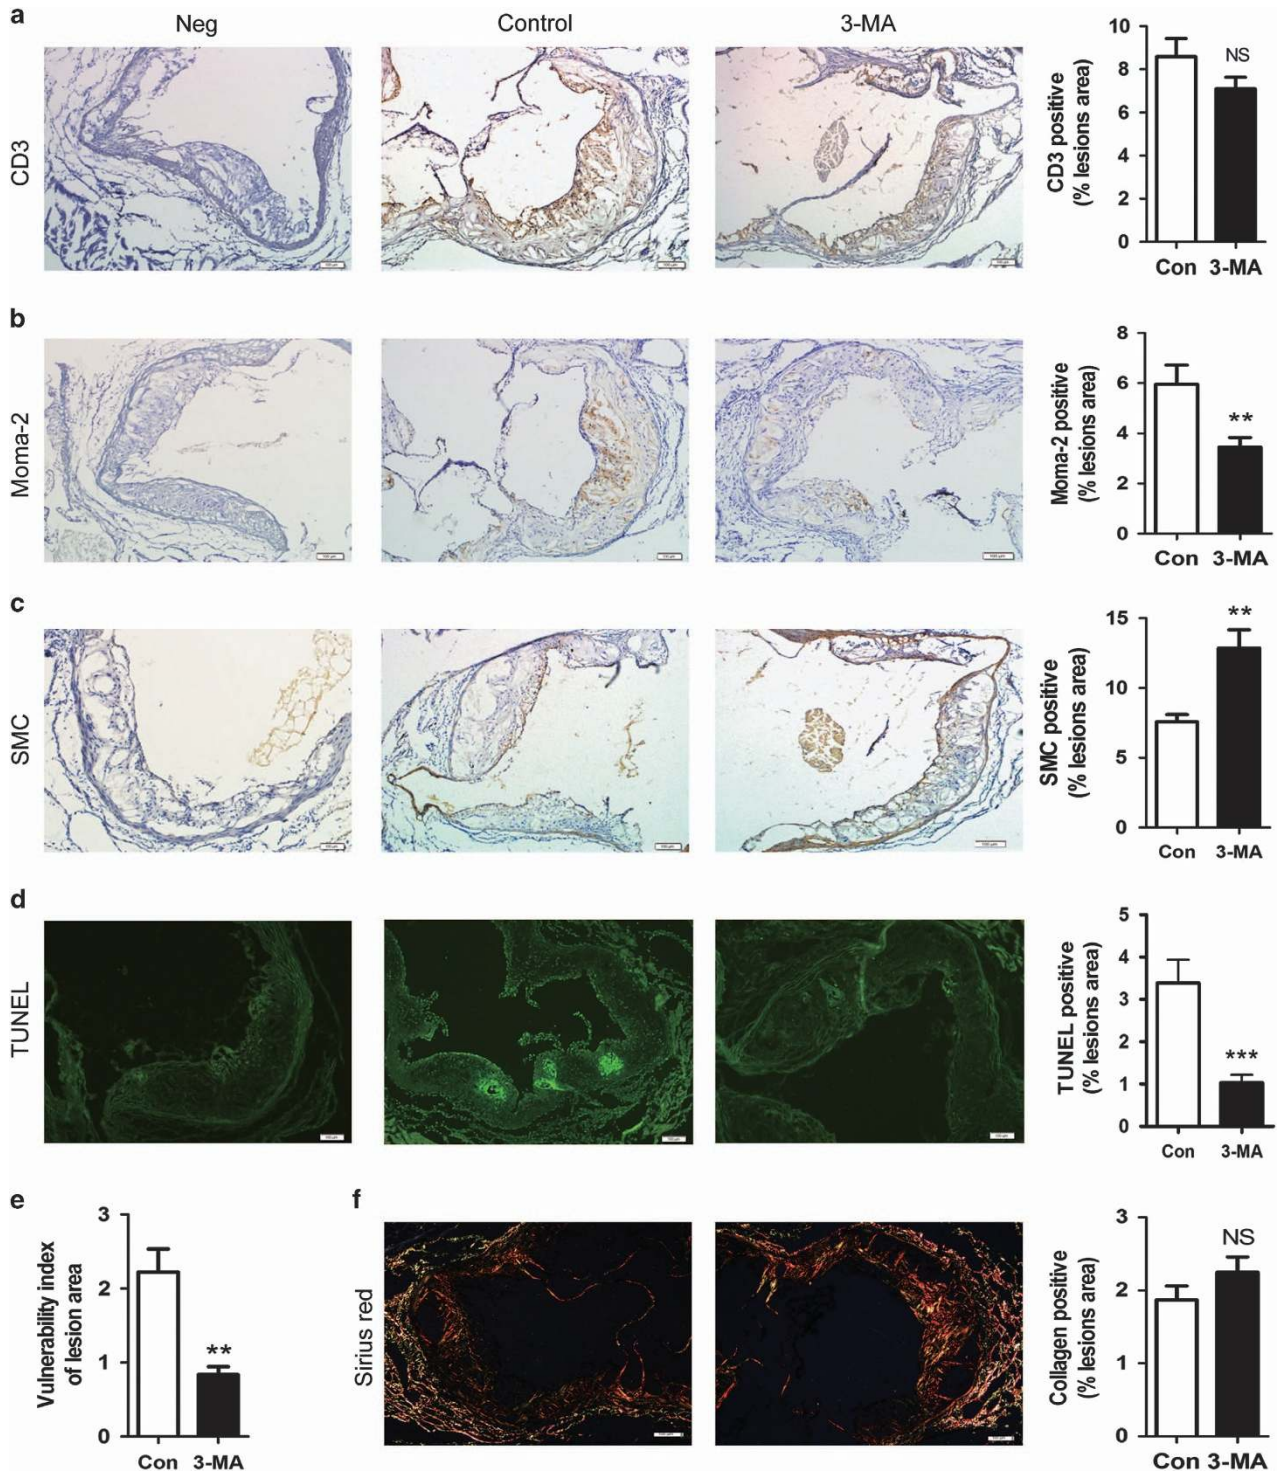 a
Neg
Control
3-MA
CD3
CD3 positive
(% lesions area)
10
8
6
4
2
0
NS
Con 3-MA
b
Moma-2
Moma-2 positive
(% lesions area)
8
6
4
2
0
**
Con 3-MA
c
SMC
SMC positive
(% lesions area)
15
10
5
0
**
Con 3-MA
d
TUNEL
TUNEL positive
(% lesions area)
5
4
3
2
1
0
***
Con 3-MA
e
Vulnerability index
of lesion area
3
2
1
0
**
Con 3-MA
f
Sirius red
Collagen positive
(% lesions area)
3
2
1
0
NS
Con 3-MA